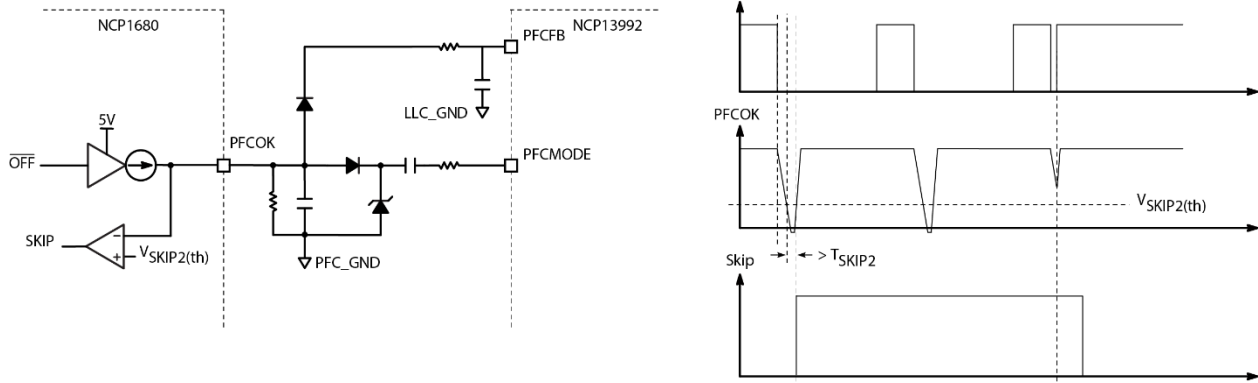 NCP1680
NCP13992
PFCFB
LLC_GND
5V
PFCOK
OFF
PFCMODE
SKIP
−
+
VSKIP2(th)
PFC_GND
PFCOK
VSKIP2(th)
Skip
> TSKIP2